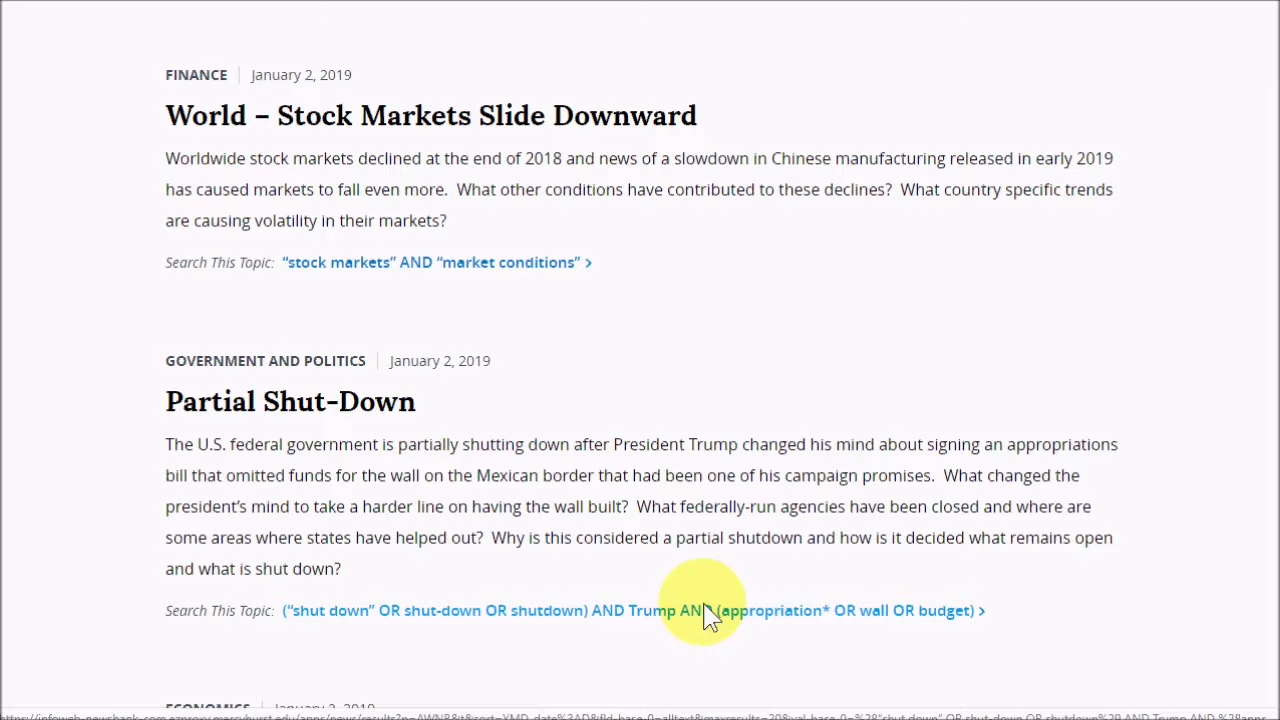 FINANCE January 2, 2019
World – Stock Markets Slide Downward
Worldwide stock markets declined at the end of 2018 and news of a slowdown in Chinese manufacturing released in early 2019
has caused markets to fall even more. What other conditions have contributed to these declines? What country specific trends
are causing volatility in their markets?
Search This Topic: “stock markets” AND “market conditions” >
GOVERNMENT AND POLITICS January 2, 2019
Partial Shut-Down
The U.S. federal government is partially shutting down after President Trump changed his mind about signing an appropriations
bill that omitted funds for the wall on the Mexican border that had been one of his campaign promises. What changed the
president’s mind to take a harder line on having the wall built? What federally-run agencies have been closed and where are
some areas where states have helped out? Why is this considered a partial shutdown and how is it decided what remains open
and what is shut down?
Search This Topic: (“shut down” OR shut-down OR shutdown) AND Trump AND (appropriation* OR wall OR budget) >
ECONOMICS January 2, 2019